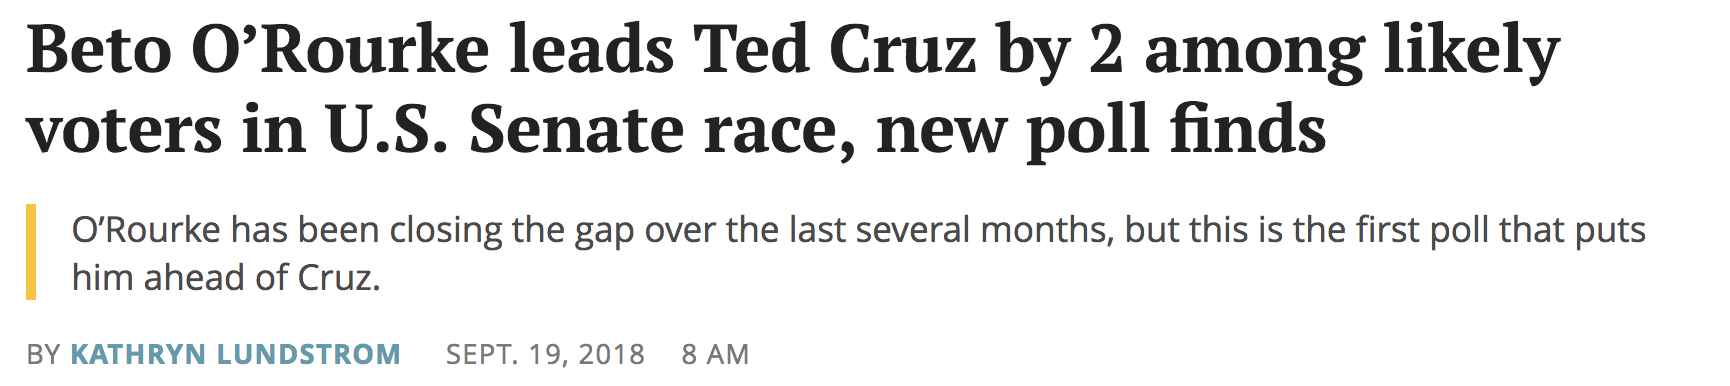 Beto O’Rourke leads Ted Cruz by 2 among likely
voters in U.S. Senate race, new poll finds
O’Rourke has been closing the gap over the last several months, but this is the first poll that puts
him ahead of Cruz.
BY KATHRYN LUNDSTROM SEPT. 19, 2018 8 AM